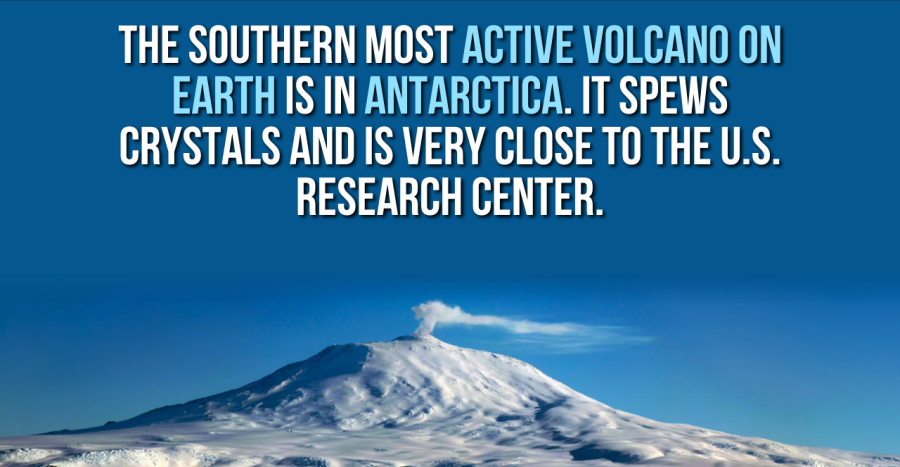 THE SOUTHERN MOST ACTIVE VOLCANO ON
EARTH IS IN ANTARCTICA. IT SPEWS
CRYSTALS AND IS VERY CLOSE TO THE U.S.
RESEARCH CENTER.